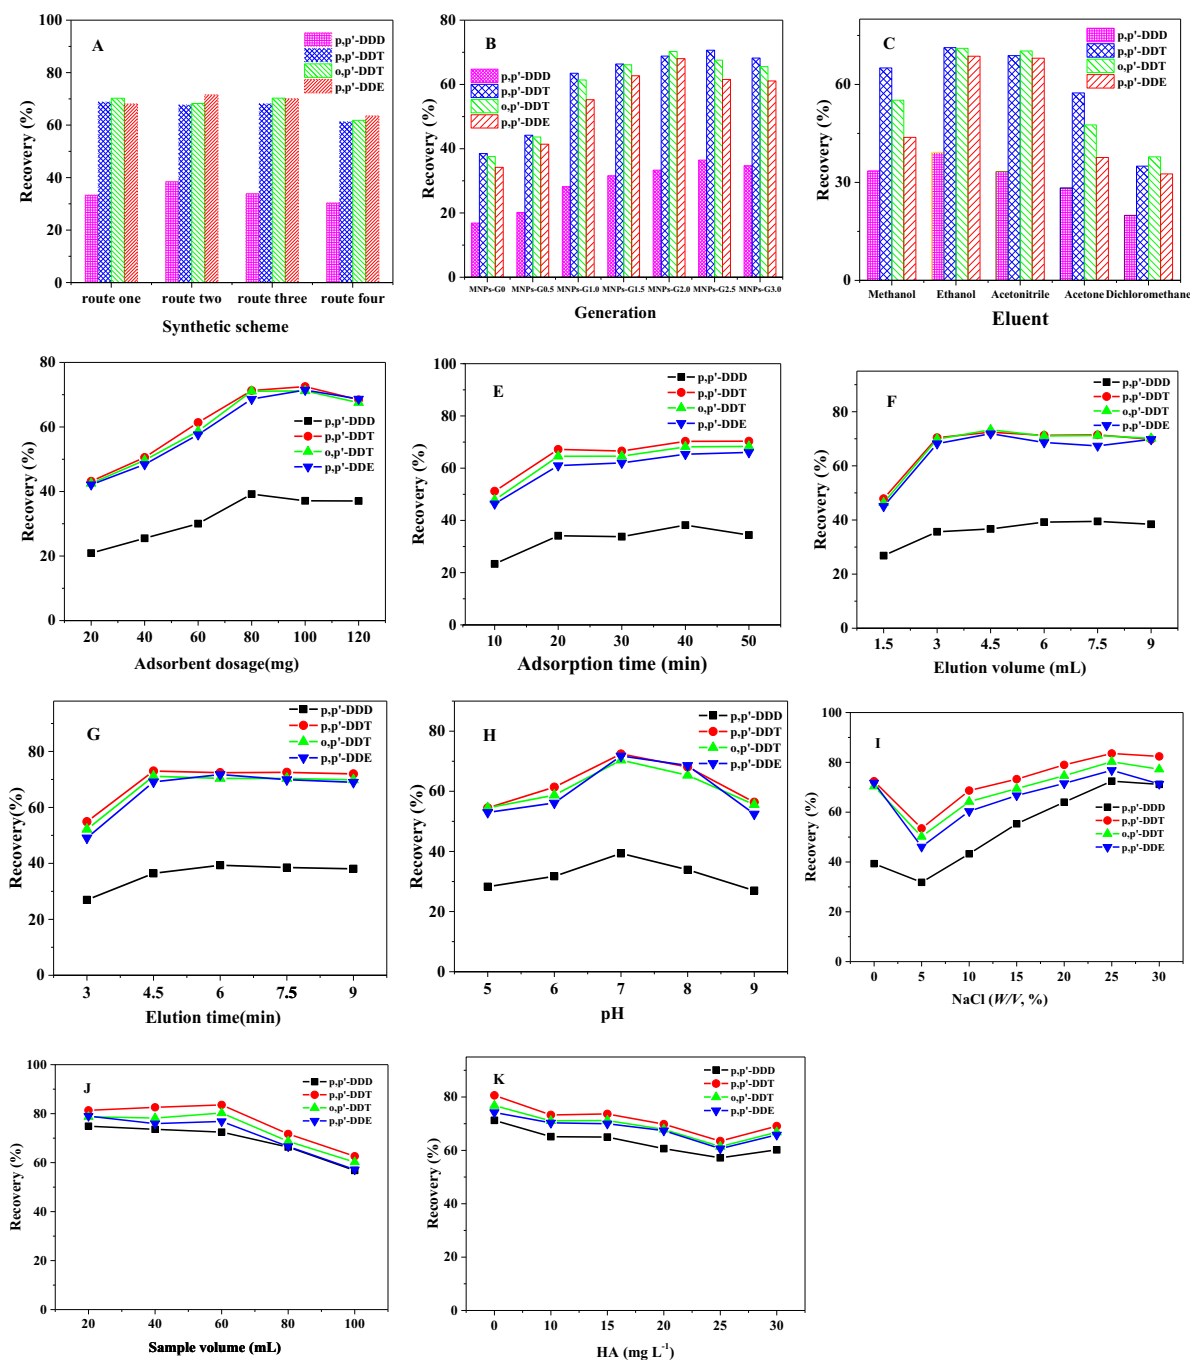 A
p,p'-DDD
p,p'-DDT
o,p'-DDT
p,p'-DDE
Recovery (%)
100
80
60
40
20
0
route one route two route three route four
Synthetic scheme
B
p,p'-DDD
p,p'-DDT
o,p'-DDT
p,p'-DDE
Recovery (%)
80
60
40
20
0
MNPs-G0 MNPs-G0.5 MNPs-G1.0 MNPs-G1.5 MNPs-G2.0 MNPs-G2.5 MNPs-G3.0
Generation
C
p,p'-DDD
p,p'-DDT
o,p'-DDT
p,p'-DDE
Recovery (%)
60
30
0
Methanol Ethanol Acetonitrile Acetone Dichloromethane
Eluent
p,p'-DDD
p,p'-DDT
o,p'-DDT
p,p'-DDE
Recovery (%)
80
60
40
20
0
20 40 60 80 100 120
Adsorbent dosage(mg)
E
p,p'-DDD
p,p'-DDT
o,p'-DDT
p,p'-DDE
Recovery (%)
100
80
60
40
20
0
10 20 30 40 50
Adsorption time (min)
F
p,p'-DDD
p,p'-DDT
o,p'-DDT
p,p'-DDE
Recovery (%)
80
60
40
20
0
1.5 3 4.5 6 7.5 9
Elution volume (mL)
G
p,p'-DDD
p,p'-DDT
o,p'-DDT
p,p'-DDE
Recovery(%)
80
60
40
20
0
3 4.5 6 7.5 9
Elution time(min)
H
p,p'-DDD
p,p'-DDT
o,p'-DDT
p,p'-DDE
Recovery(%)
80
60
40
20
0
5 6 7 8 9
pH
I
p,p'-DDD
p,p'-DDT
o,p'-DDT
p,p'-DDE
Recovery (%)
100
80
60
40
20
0
0 5 10 15 20 25 30
NaCl (W/V, %)
J
p,p'-DDD
p,p'-DDT
o,p'-DDT
p,p'-DDE
Recovery (%)
100
80
60
40
20
0
20 40 60 80 100
Sample volume (mL)
K
p,p'-DDD
p,p'-DDT
o,p'-DDT
p,p'-DDE
Recovery (%)
80
60
40
20
0
0 10 15 20 25 30
HA (mg L⁻¹)